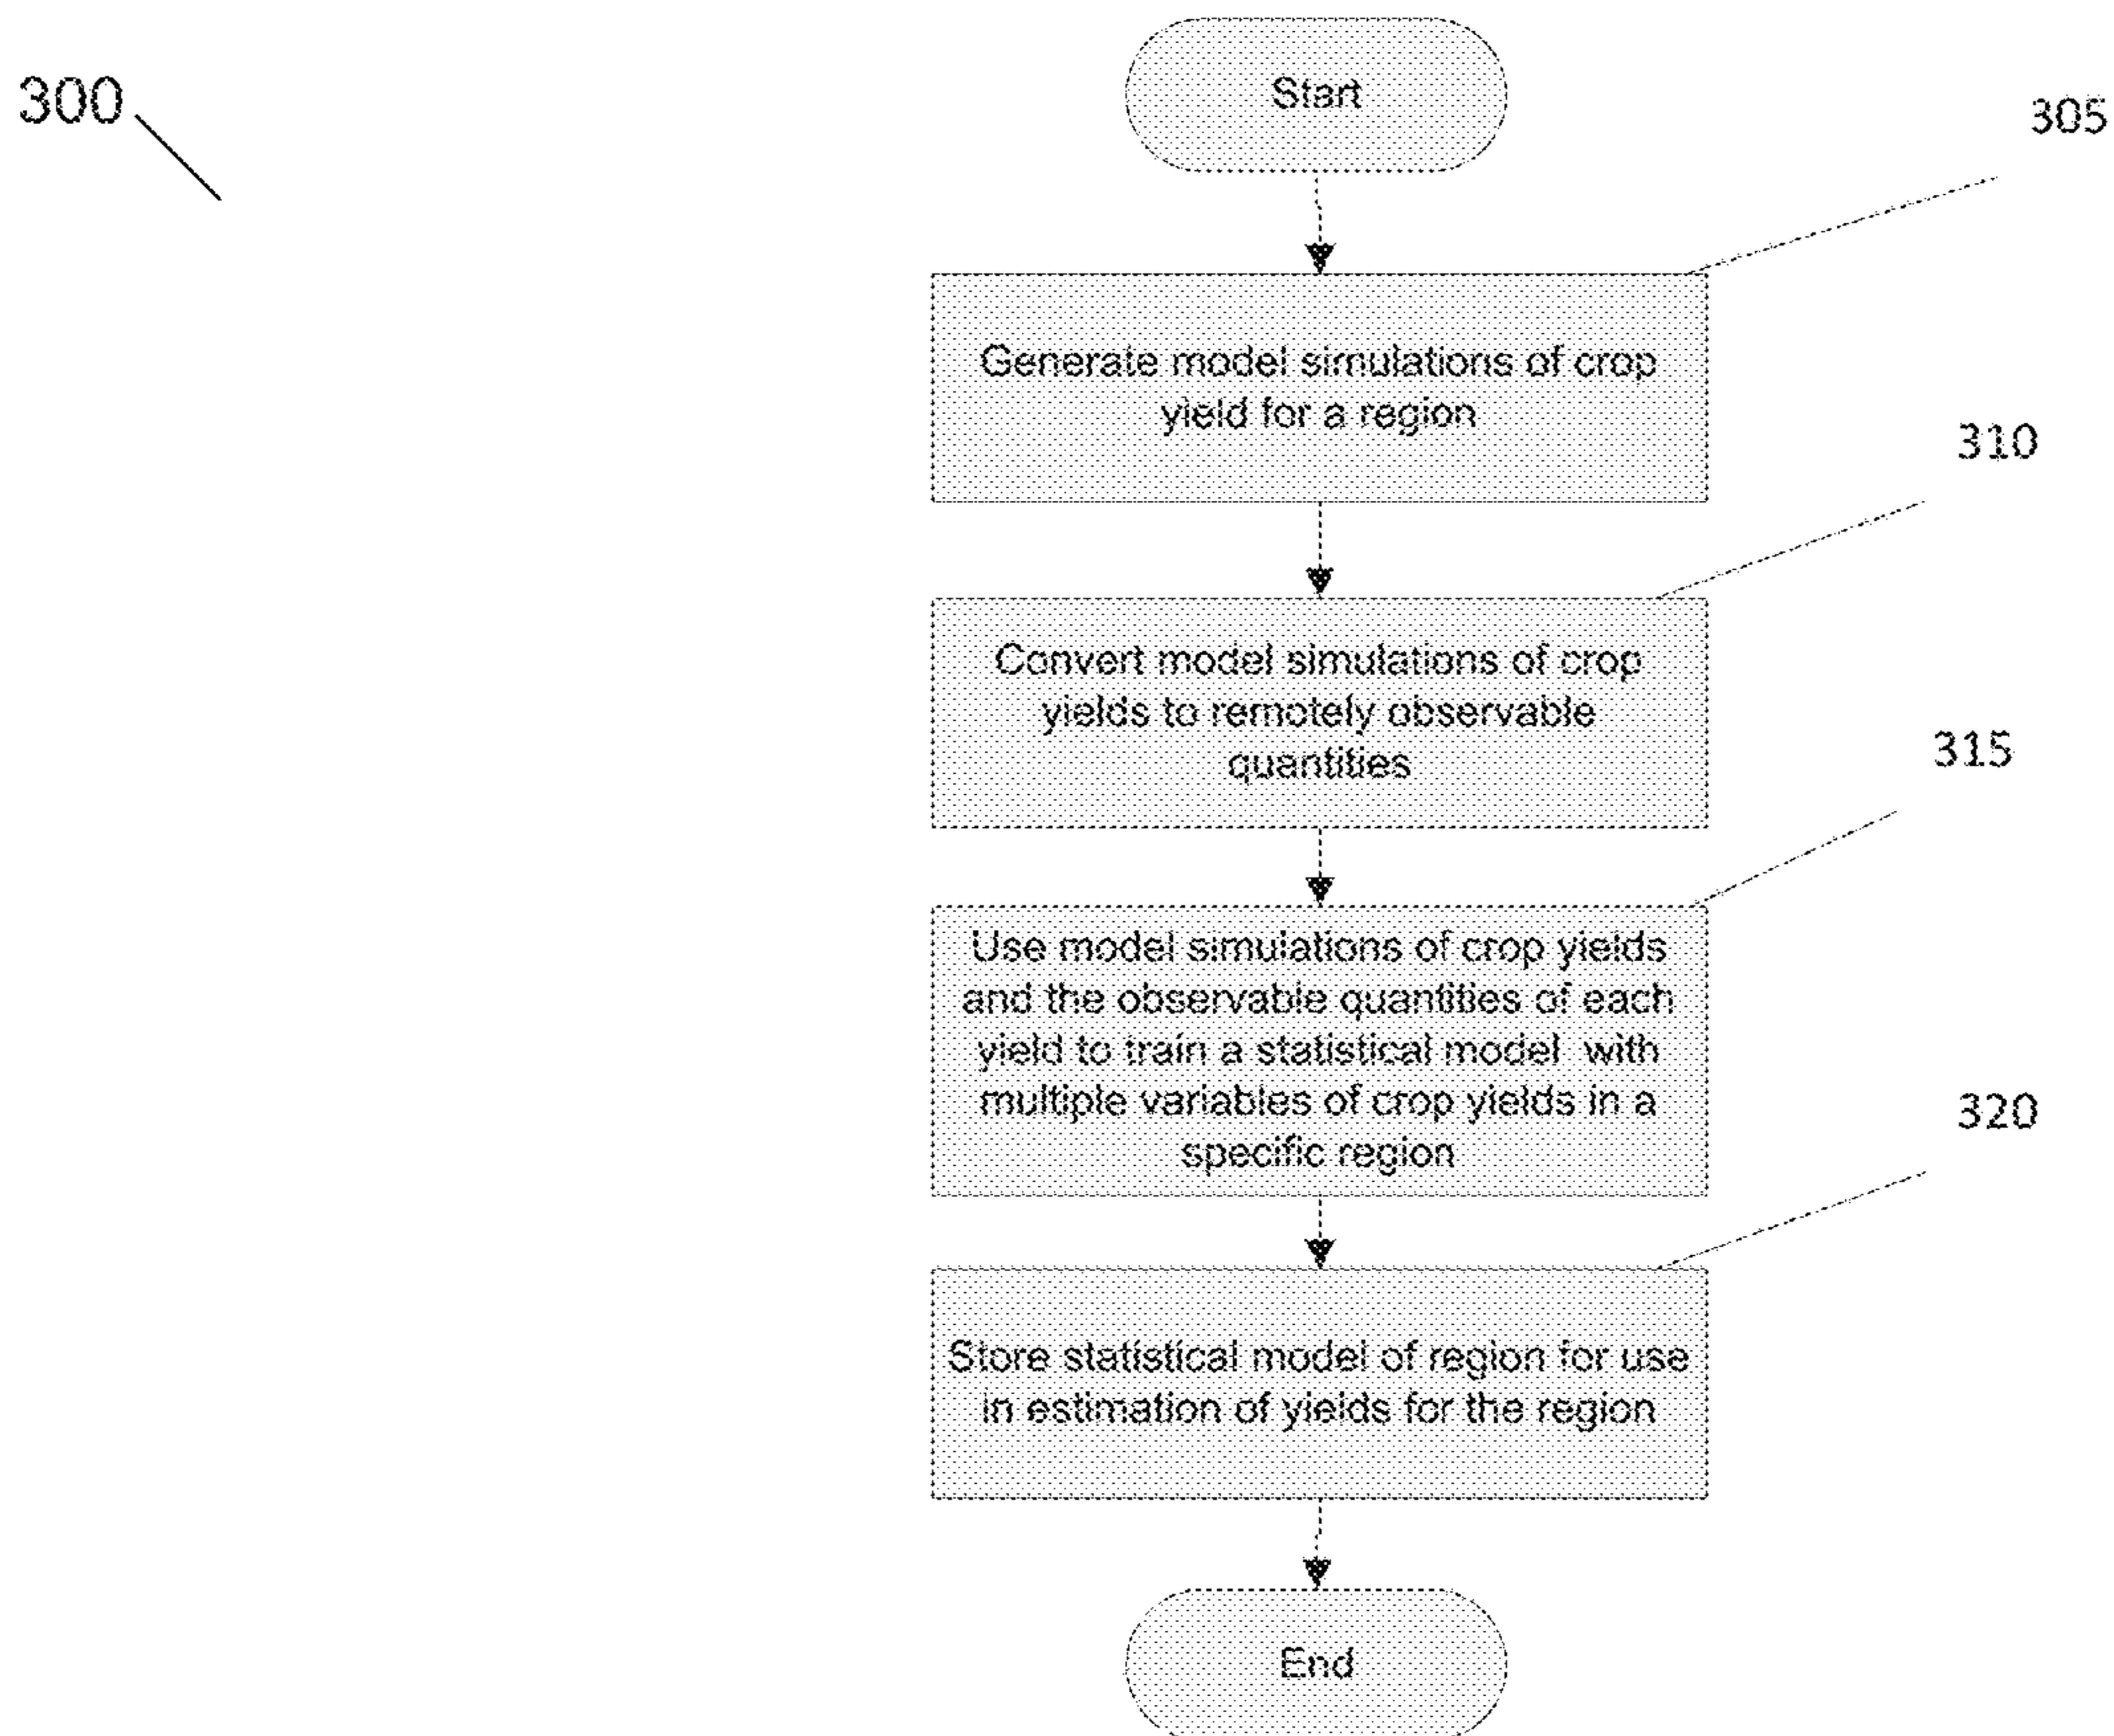 300
Start
305
Generate model simulations of crop
yield for a region
310
Convert model simulations of crop
yields to remotely observable
quantities
315
Use model simulations of crop yields
and the observable quantities of each
yield to train a statistical model with
multiple variables of crop yields in a
specific region
320
Store statistical model of region for use
in estimation of yields for the region
End